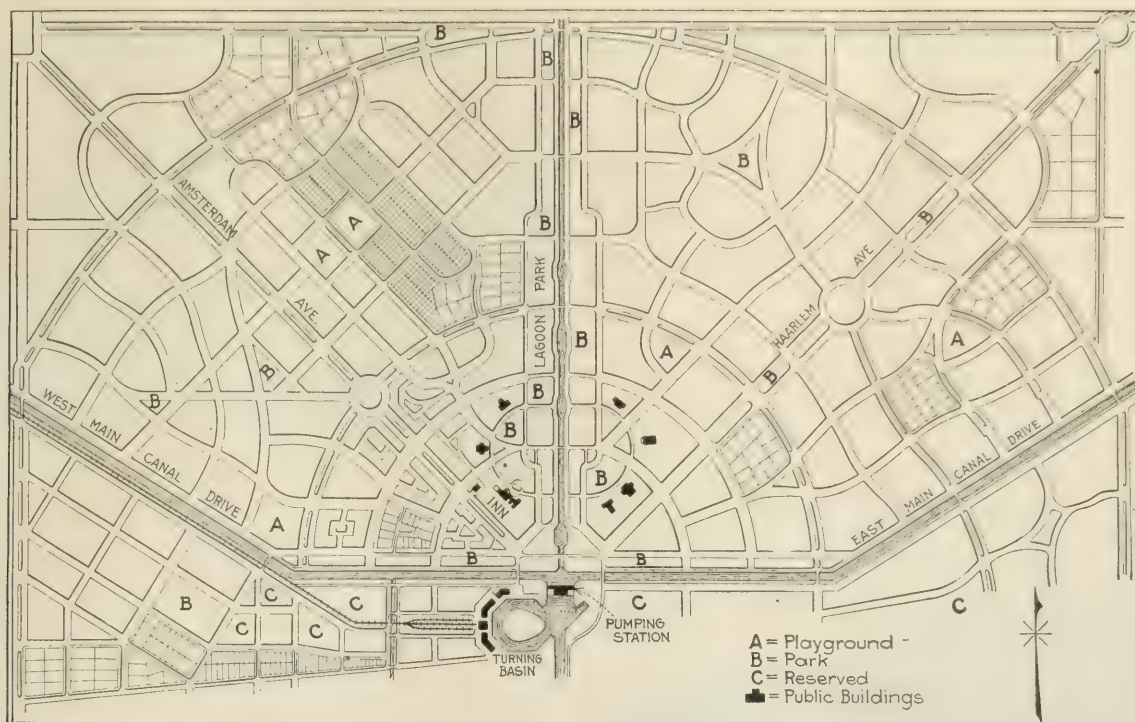 B
B
B
B
B
AMSTERDAM
AVE.
A
A
B
LAGOON PARK
B
HAARLEM AVE
B
A
A
B
B
B
B
B
B
WEST MAIN CANAL DRIVE
A
INN
B
B
B
EAST MAIN CANAL DRIVE
B
C
C
C
C
C
C
TURNING
BASIN
PUMPING
STATION
A = Playground -
B = Park
C = Reserved
= Public Buildings